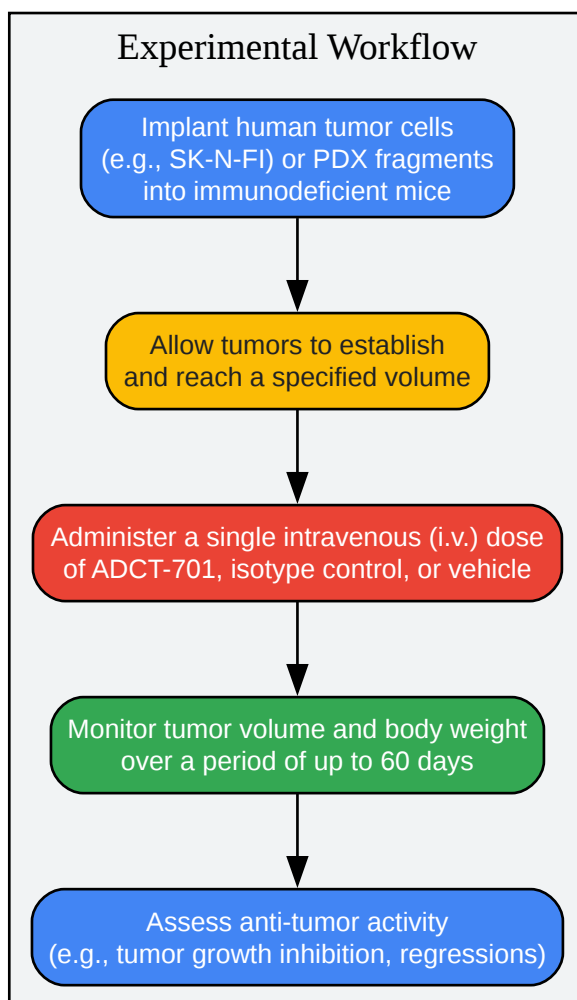 Experimental Workflow
Implant human tumor cells
(e.g., SK-N-FI) or PDX fragments
into immunodeficient mice
Allow tumors to establish
and reach a specified volume
Administer a single intravenous (i.v.) dose
of ADCT-701, isotype control, or vehicle
Monitor tumor volume and body weight
over a period of up to 60 days
Assess anti-tumor activity
(e.g., tumor growth inhibition, regressions)